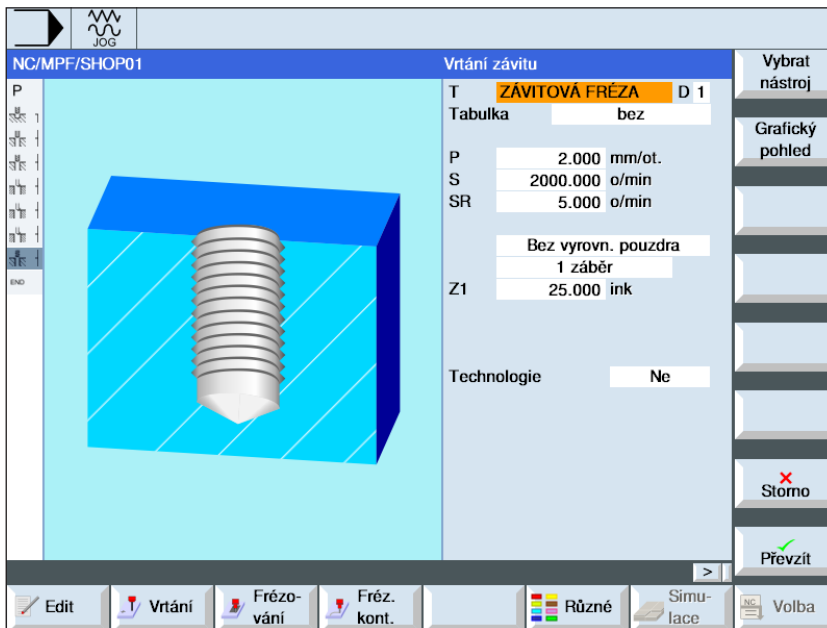 JOG
NC/MPF/SHOP01
Vrtání závitu
P
END
T ZÁVITOVÁ FRÉZA D 1
Tabulka bez
P 2.000 mm/ot.
S 2000.000 o/min
SR 5.000 o/min
Bez vyrovn. pouzdra
1 záběr
Z1 25.000 ink
Technologie Ne
Vybrat
nástroj
Grafický
pohled
Storno
Převzít
>
Edit
Vrtání
Frézo-
vání
Fréz.
kont.
Různé
Simu-
lace
NC
Volba